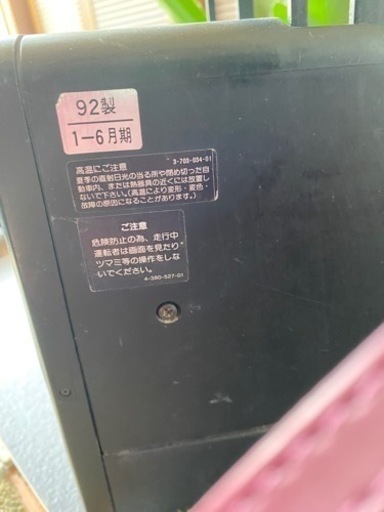 92製
1-6月期
高温にご注意 3-703-034-01
夏季の直射日光の当る所や閉め切った自
動車内、または熱器具の近くには放置し
ないで下さい。（高温により変形・変色・
故障の原因になることがあります。）
ご注意
危険防止の為、走行中
運転者は画面を見たり
ツマミ等の操作をしな
いでください。
4-380-527-01